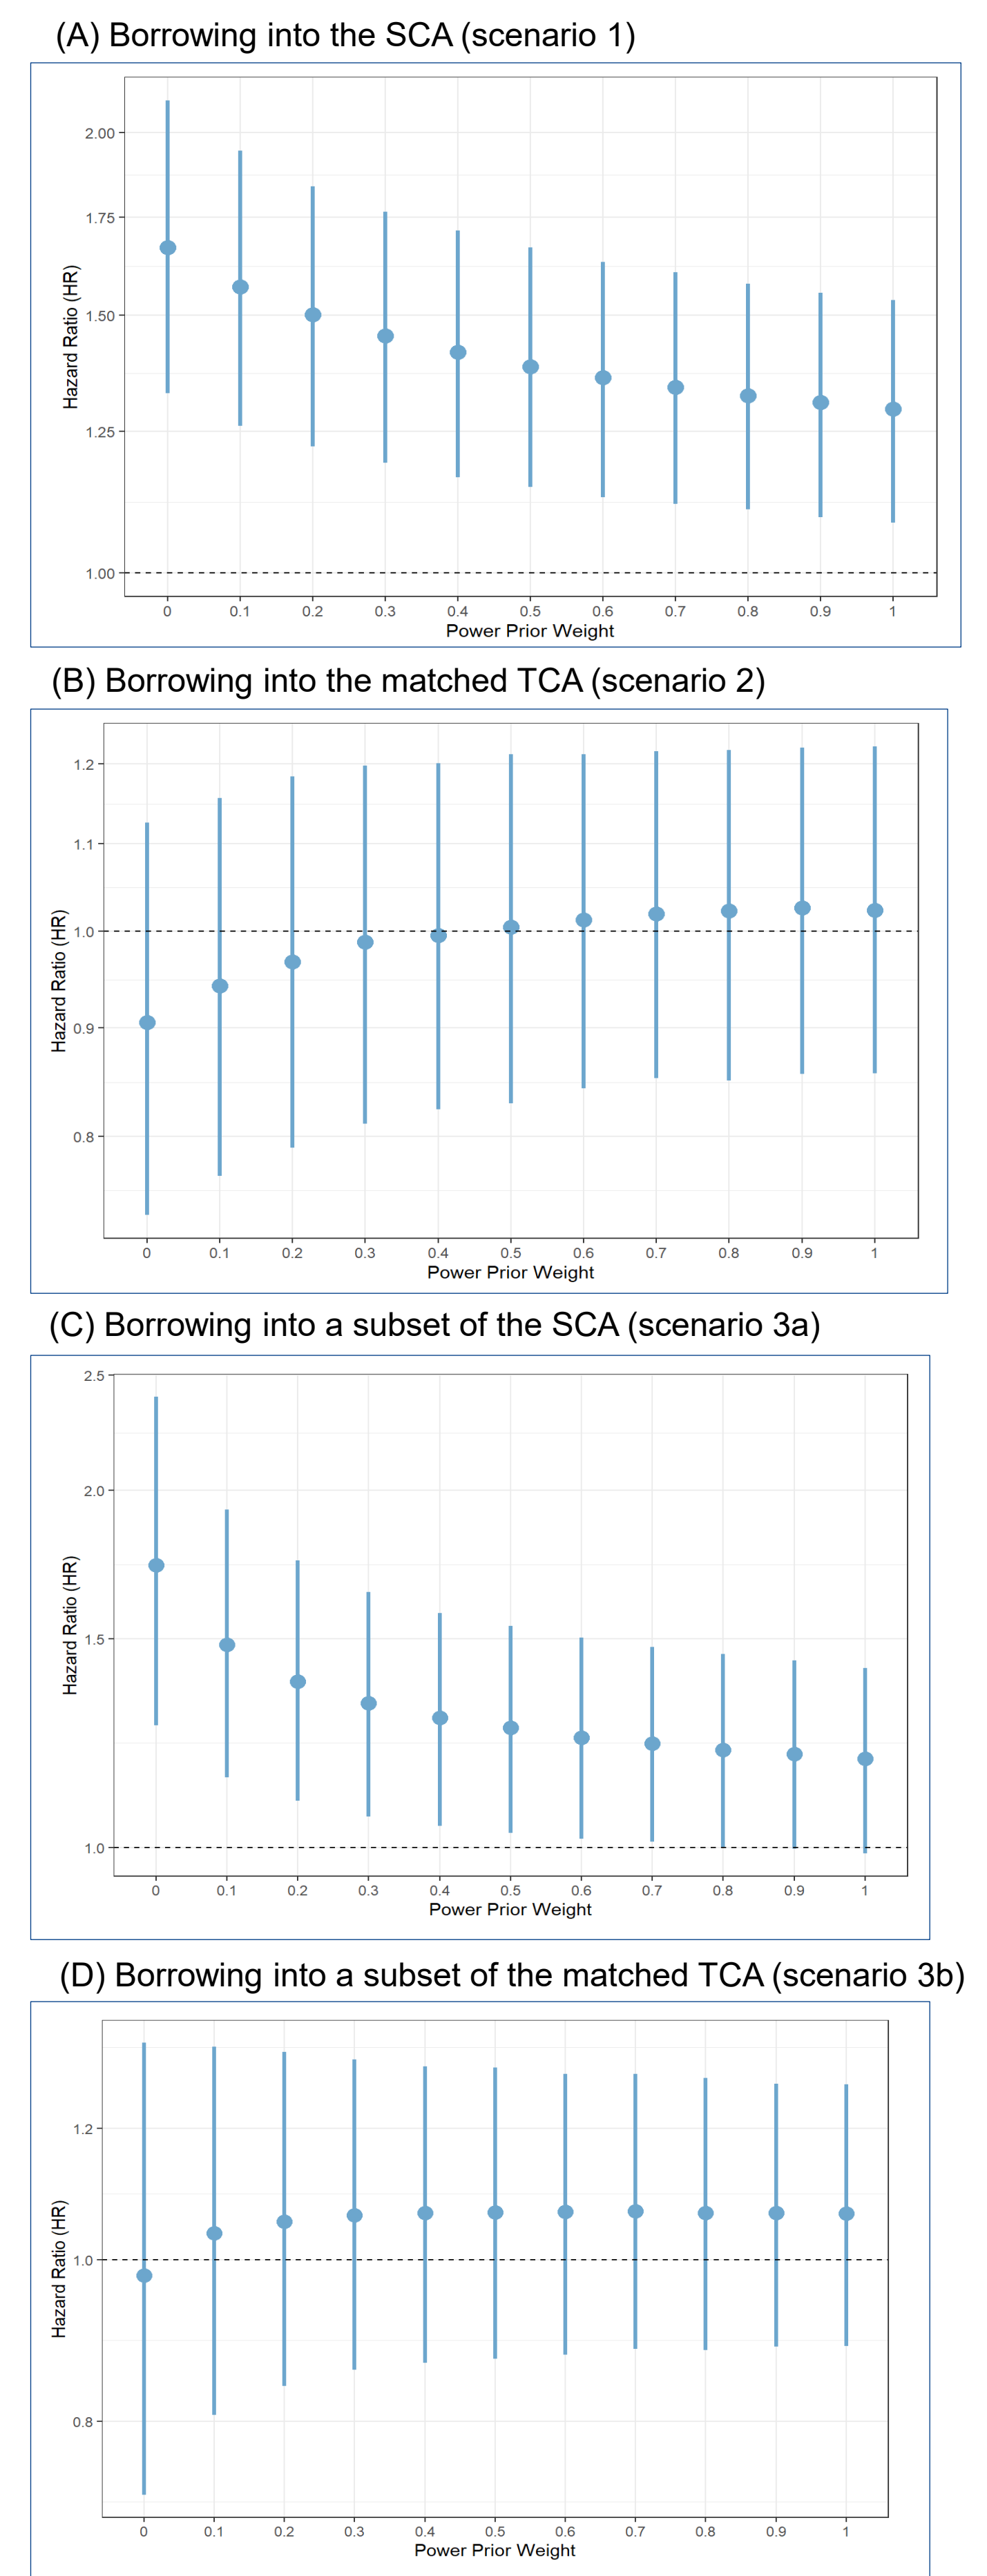 (A) Borrowing into the SCA (scenario 1)
Hazard Ratio (HR)
2.00
1.75
1.50
1.25
1.00
0 0.1 0.2 0.3 0.4 0.5 0.6 0.7 0.8 0.9 1
Power Prior Weight
(B) Borrowing into the matched TCA (scenario 2)
Hazard Ratio (HR)
1.2
1.1
1.0
0.9
0.8
0 0.1 0.2 0.3 0.4 0.5 0.6 0.7 0.8 0.9 1
Power Prior Weight
(C) Borrowing into a subset of the SCA (scenario 3a)
Hazard Ratio (HR)
2.5
2.0
1.5
1.0
0 0.1 0.2 0.3 0.4 0.5 0.6 0.7 0.8 0.9 1
Power Prior Weight
(D) Borrowing into a subset of the matched TCA (scenario 3b)
Hazard Ratio (HR)
1.2
1.0
0.8
0 0.1 0.2 0.3 0.4 0.5 0.6 0.7 0.8 0.9 1
Power Prior Weight